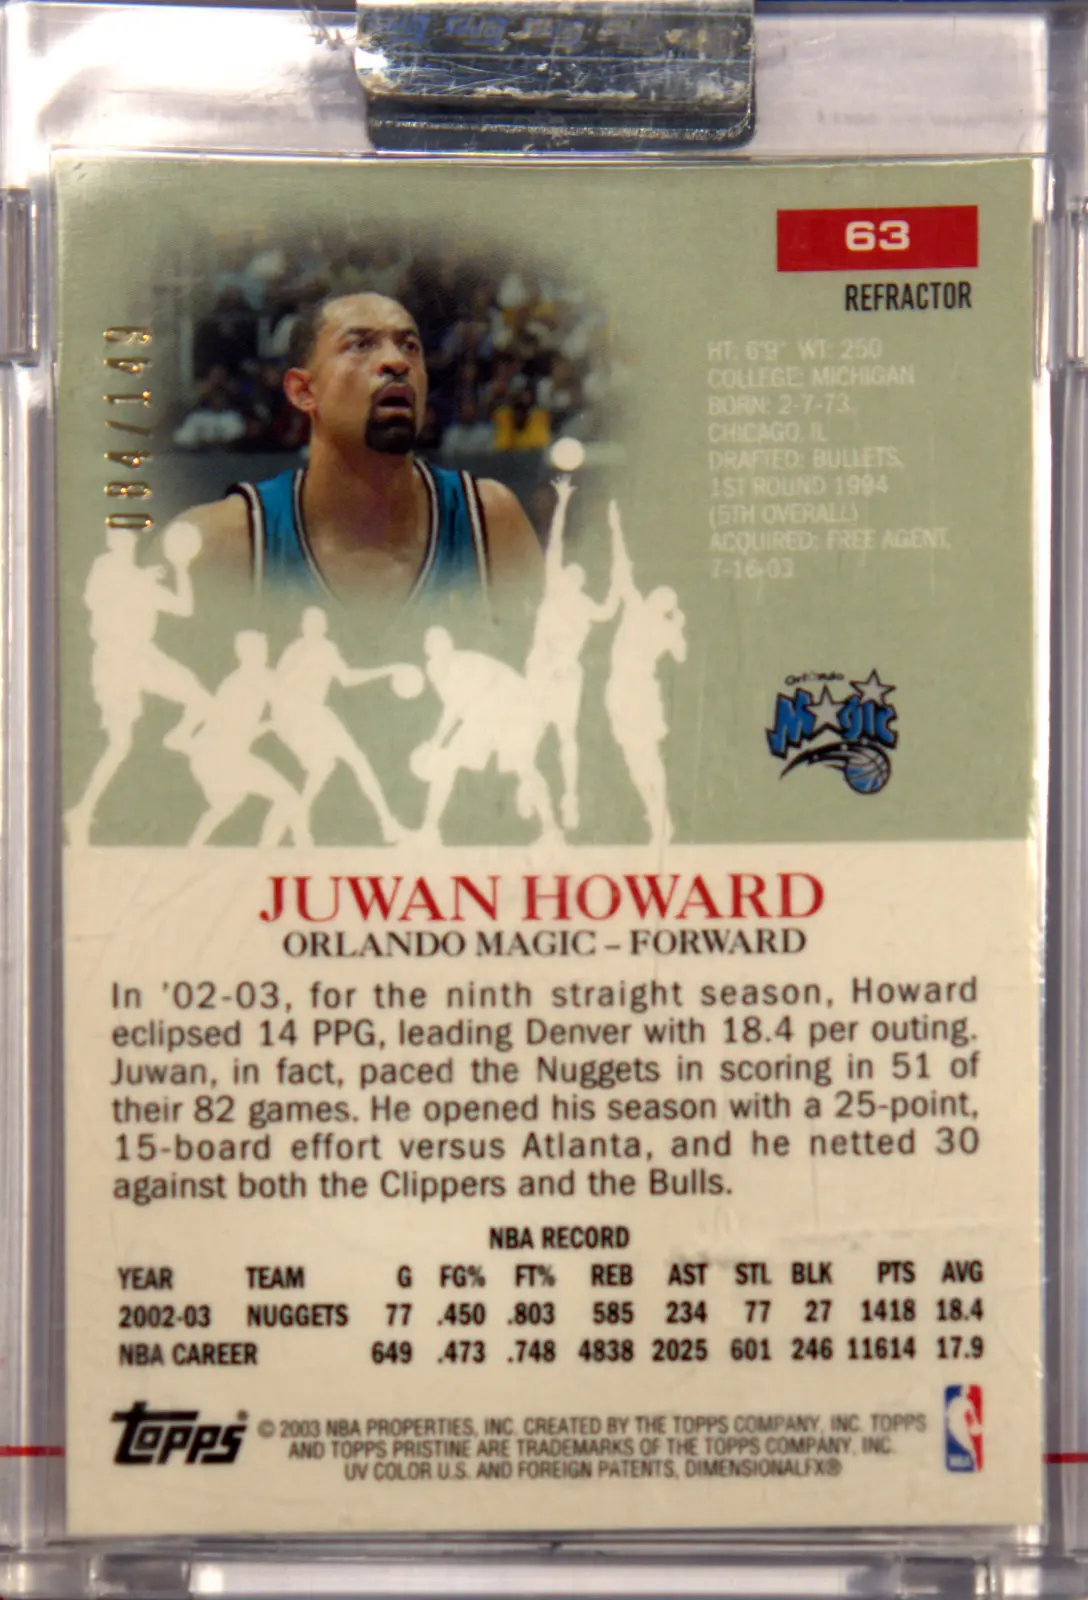 63
REFRACTOR
084/149
HT: 6'9" WT: 250
COLLEGE: MICHIGAN
BORN: 2-7-73,
CHICAGO, IL
DRAFTED: BULLETS,
1ST ROUND 1994
(5TH OVERALL)
ACQUIRED: FREE AGENT,
7-16-03
Orlando
Magic
JUWAN HOWARD
ORLANDO MAGIC – FORWARD
In '02-03, for the ninth straight season, Howard
eclipsed 14 PPG, leading Denver with 18.4 per outing.
Juwan, in fact, paced the Nuggets in scoring in 51 of
their 82 games. He opened his season with a 25-point,
15-board effort versus Atlanta, and he netted 30
against both the Clippers and the Bulls.
NBA RECORD
YEAR TEAM G FG% FT% REB AST STL BLK PTS AVG
2002-03 NUGGETS 77 .450 .803 585 234 77 27 1418 18.4
NBA CAREER 649 .473 .748 4838 2025 601 246 11614 17.9
Topps® © 2003 NBA PROPERTIES, INC. CREATED BY THE TOPPS COMPANY, INC. TOPPS
AND TOPPS PRISTINE ARE TRADEMARKS OF THE TOPPS COMPANY, INC.
UV COLOR U.S. AND FOREIGN PATENTS, DIMENSIONALFX®
NBA